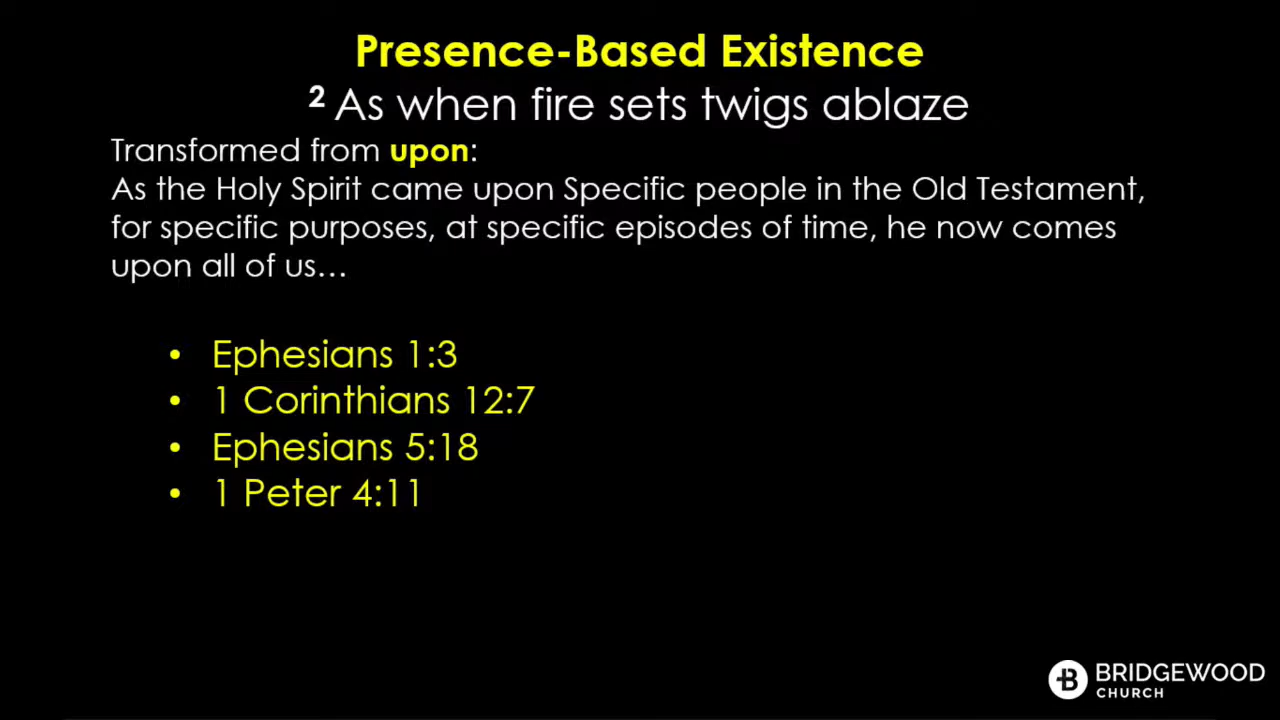 Presence-Based Existence
² As when fire sets twigs ablaze
Transformed from upon:
As the Holy Spirit came upon Specific people in the Old Testament,
for specific purposes, at specific episodes of time, he now comes
upon all of us…
• Ephesians 1:3
• 1 Corinthians 12:7
• Ephesians 5:18
• 1 Peter 4:11
BRIDGEWOOD
CHURCH